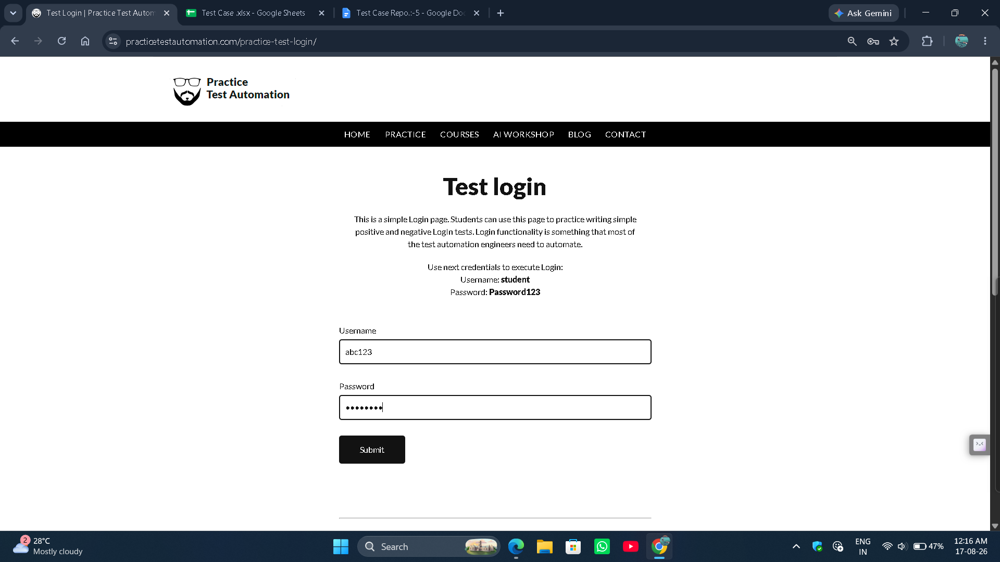 Test Login | Practice Test Autom
Test Case .xlsx - Google Sheets
Test Case Repo.:-5 - Google Doc
Ask Gemini
practicetestautomation.com/practice-test-login/
Practice
Test Automation
HOME PRACTICE COURSES AI WORKSHOP BLOG CONTACT
Test login
This is a simple Login page. Students can use this page to practice writing simple
positive and negative LogIn tests. Login functionality is something that most of
the test automation engineers need to automate.
Use next credentials to execute Login:
Username: student
Password: Password123
Username
abc123
Password
••••••••
Submit
2
28°C
Mostly cloudy
Search
ENG
IN
47%
12:16 AM
17-08-26